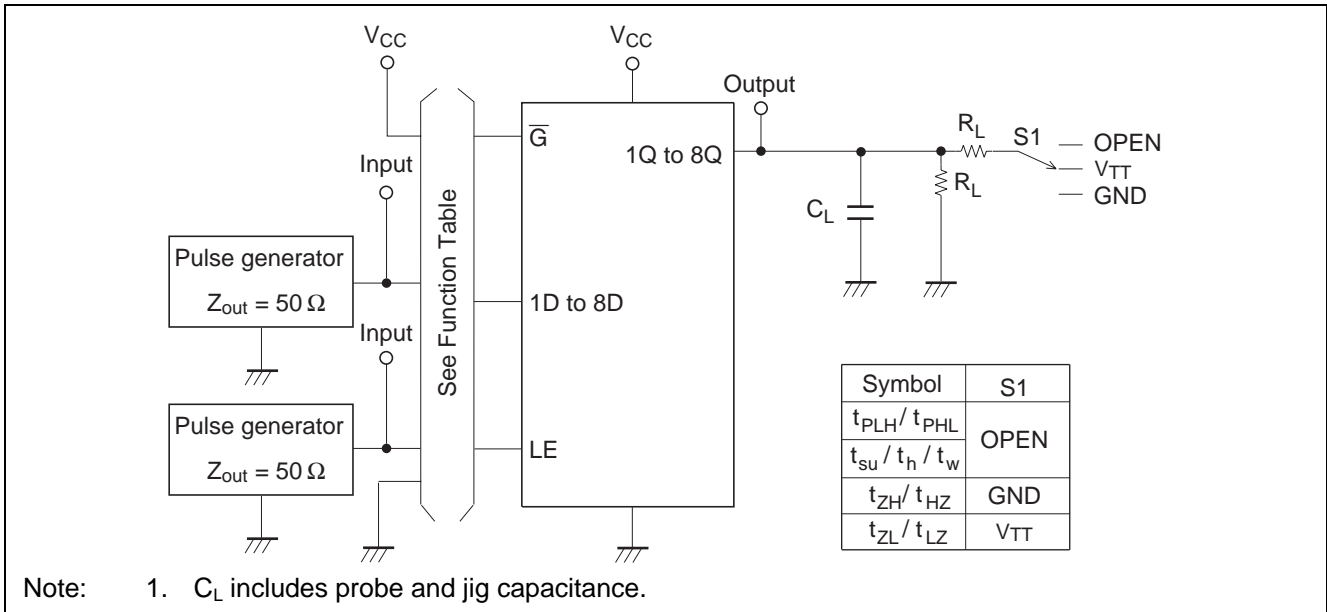 VCC
VCC
Output
G
1Q to 8Q
RL
S1
OPEN
VTT
GND
Input
RL
CL
Pulse generator
Zout = 50 Ω
See Function Table
1D to 8D
Input
Pulse generator
Zout = 50 Ω
LE
Symbol S1
tPLH / tPHL
OPEN
tsu / th / tw
tZH / tHZ GND
tZL / tLZ VTT
Note: 1. CL includes probe and jig capacitance.